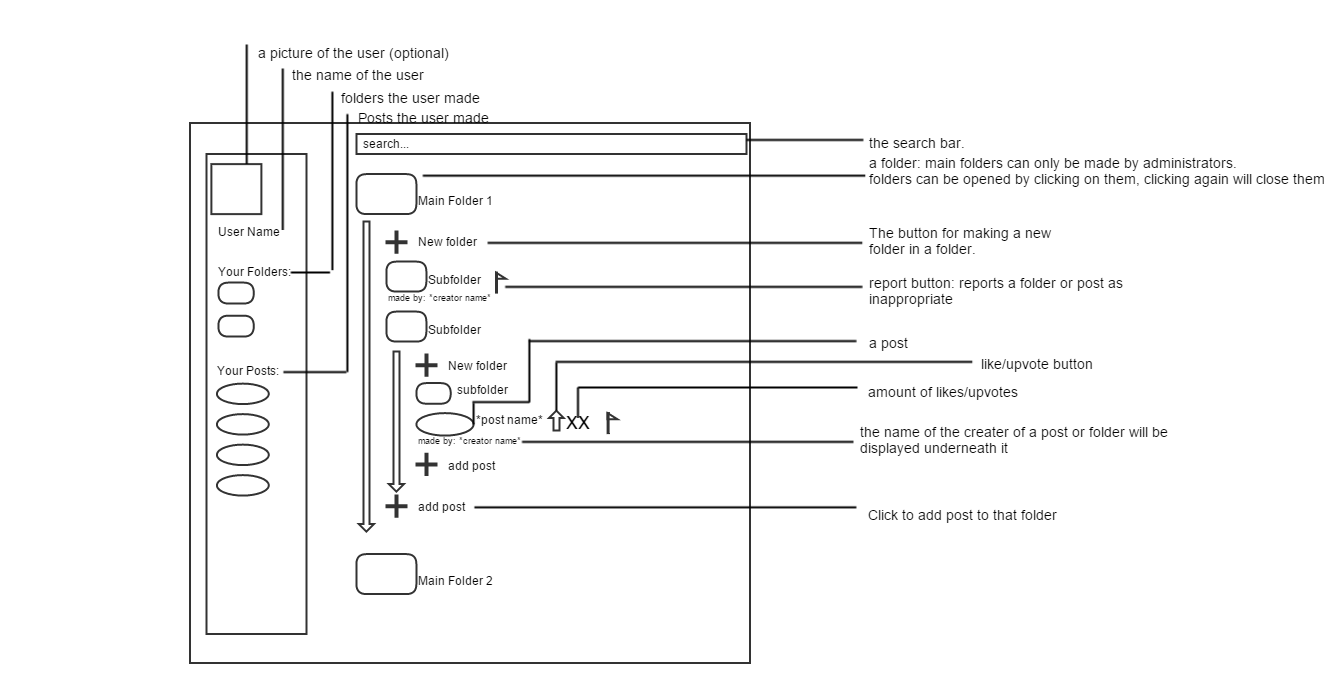 a picture of the user (optional)
the name of the user
folders the user made
Posts the user made
search...
the search bar.
a folder: main folders can only be made by administrators.
folders can be opened by clicking on them, clicking again will close them
Main Folder 1
User Name
New folder
The button for making a new
folder in a folder.
Your Folders:
Subfolder
made by: "creator name"
report button: reports a folder or post as
inappropriate
Subfolder
a post
Your Posts:
New folder
like/upvote button
subfolder
amount of likes/upvotes
*post name*
XX
made by: "creator name"
the name of the creater of a post or folder will be
displayed underneath it
add post
add post
Click to add post to that folder
Main Folder 2